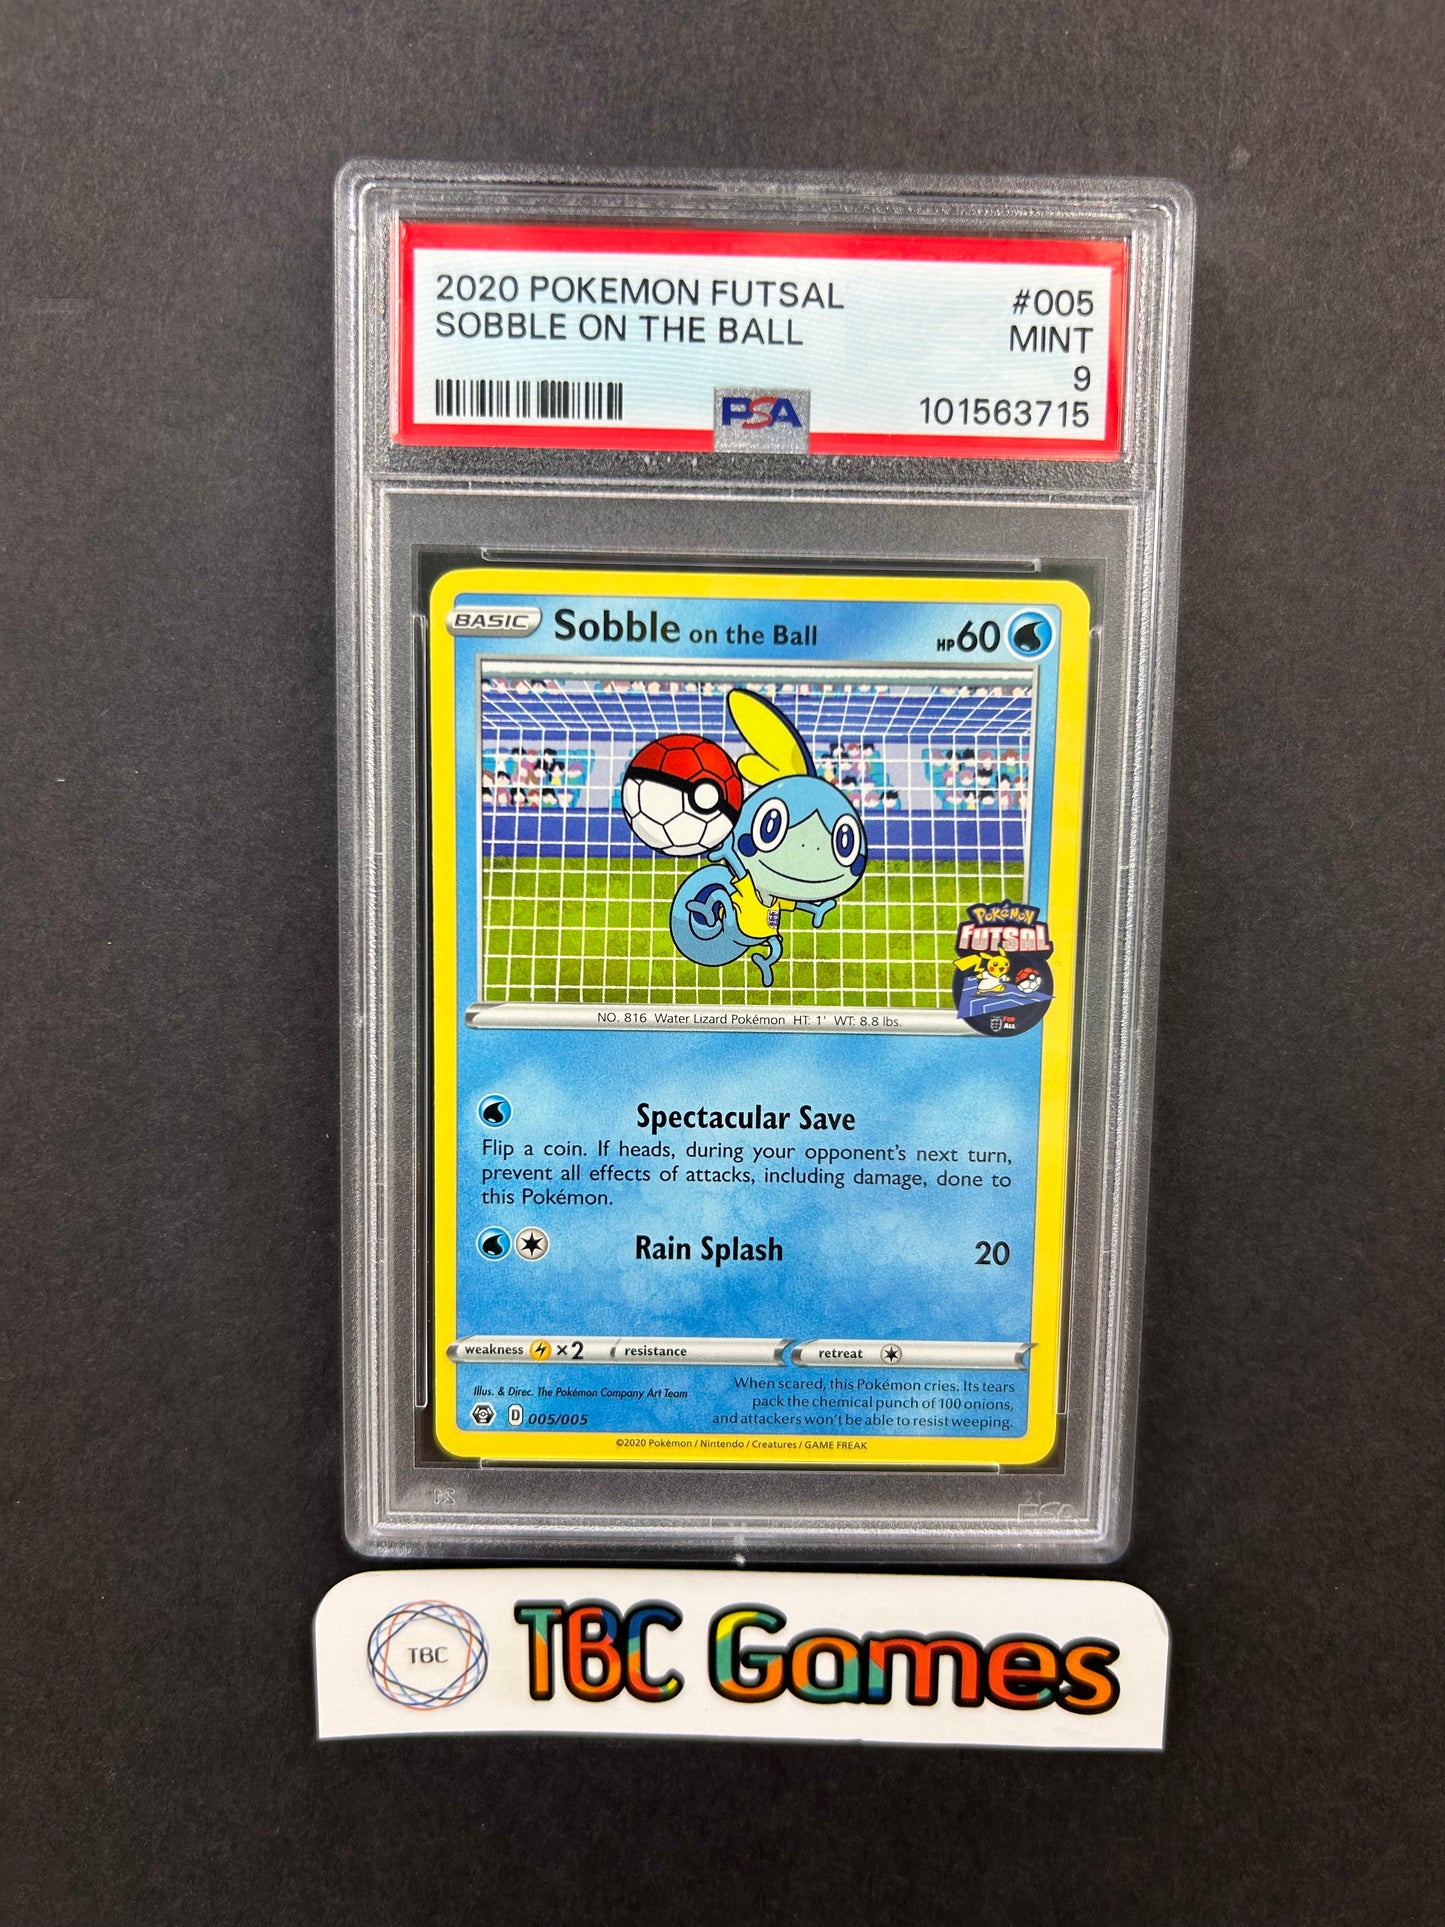 2020 POKEMON FUTSAL #005
SOBBLE ON THE BALL MINT
9
PSA 101563715
BASIC Sobble on the Ball HP 60
POKéMON
FUTSAL
FOR
ALL
NO. 816 Water Lizard Pokémon HT: 1' WT: 8.8 lbs.
Spectacular Save
Flip a coin. If heads, during your opponent's next turn,
prevent all effects of attacks, including damage, done to
this Pokémon.
Rain Splash 20
weakness ×2 resistance retreat
Illus. & Direc. The Pokémon Company Art Team
D 005/005
When scared, this Pokémon cries. Its tears
pack the chemical punch of 100 onions,
and attackers won't be able to resist weeping.
©2020 Pokémon / Nintendo / Creatures / GAME FREAK
PSA
TBC TBC Games